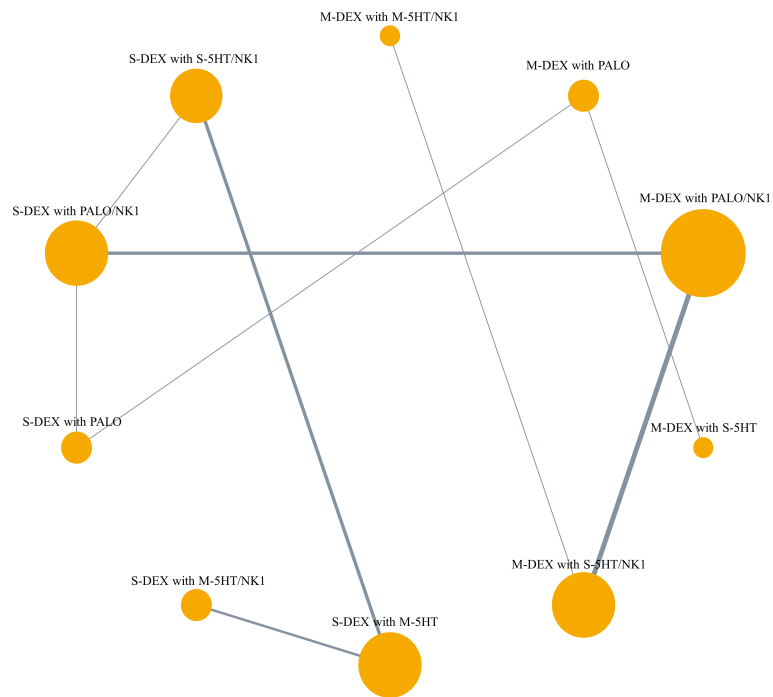 M-DEX with M-5HT/NK1
S-DEX with S-5HT/NK1
M-DEX with PALO
M-DEX with PALO/NK1
S-DEX with PALO/NK1
S-DEX with PALO
M-DEX with S-5HT
M-DEX with S-5HT/NK1
S-DEX with M-5HT/NK1
S-DEX with M-5HT